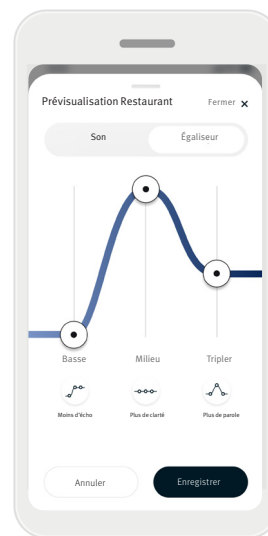 Prévisualisation Restaurant Fermer ×
Son Égaliseur
Basse Milieu Tripler
Moins d'écho Plus de clarté Plus de parole
Annuler Enregistrer